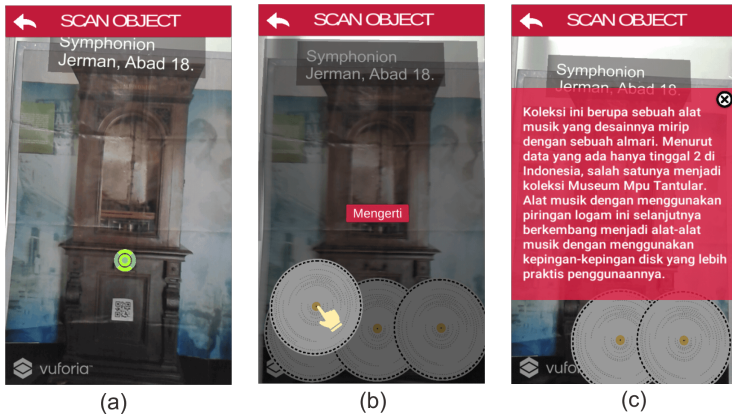 SCAN OBJECT
Symphonion
Jerman, Abad 18.
vuforia™
(a)
SCAN OBJECT
Symphonion
Jerman, Abad 18.
Mengerti
(b)
SCAN OBJECT
Symphonion
Jerman, Abad 18.
Koleksi ini berupa sebuah alat
musik yang desainnya mirip
dengan sebuah almari. Menurut
data yang ada hanya tinggal 2 di
Indonesia, salah satunya menjadi
koleksi Museum Mpu Tantular.
Alat musik dengan menggunakan
piringan logam ini selanjutnya
berkembang menjadi alat-alat
musik dengan menggunakan
kepingan-kepingan disk yang lebih
praktis penggunaannya.
vufo
(c)